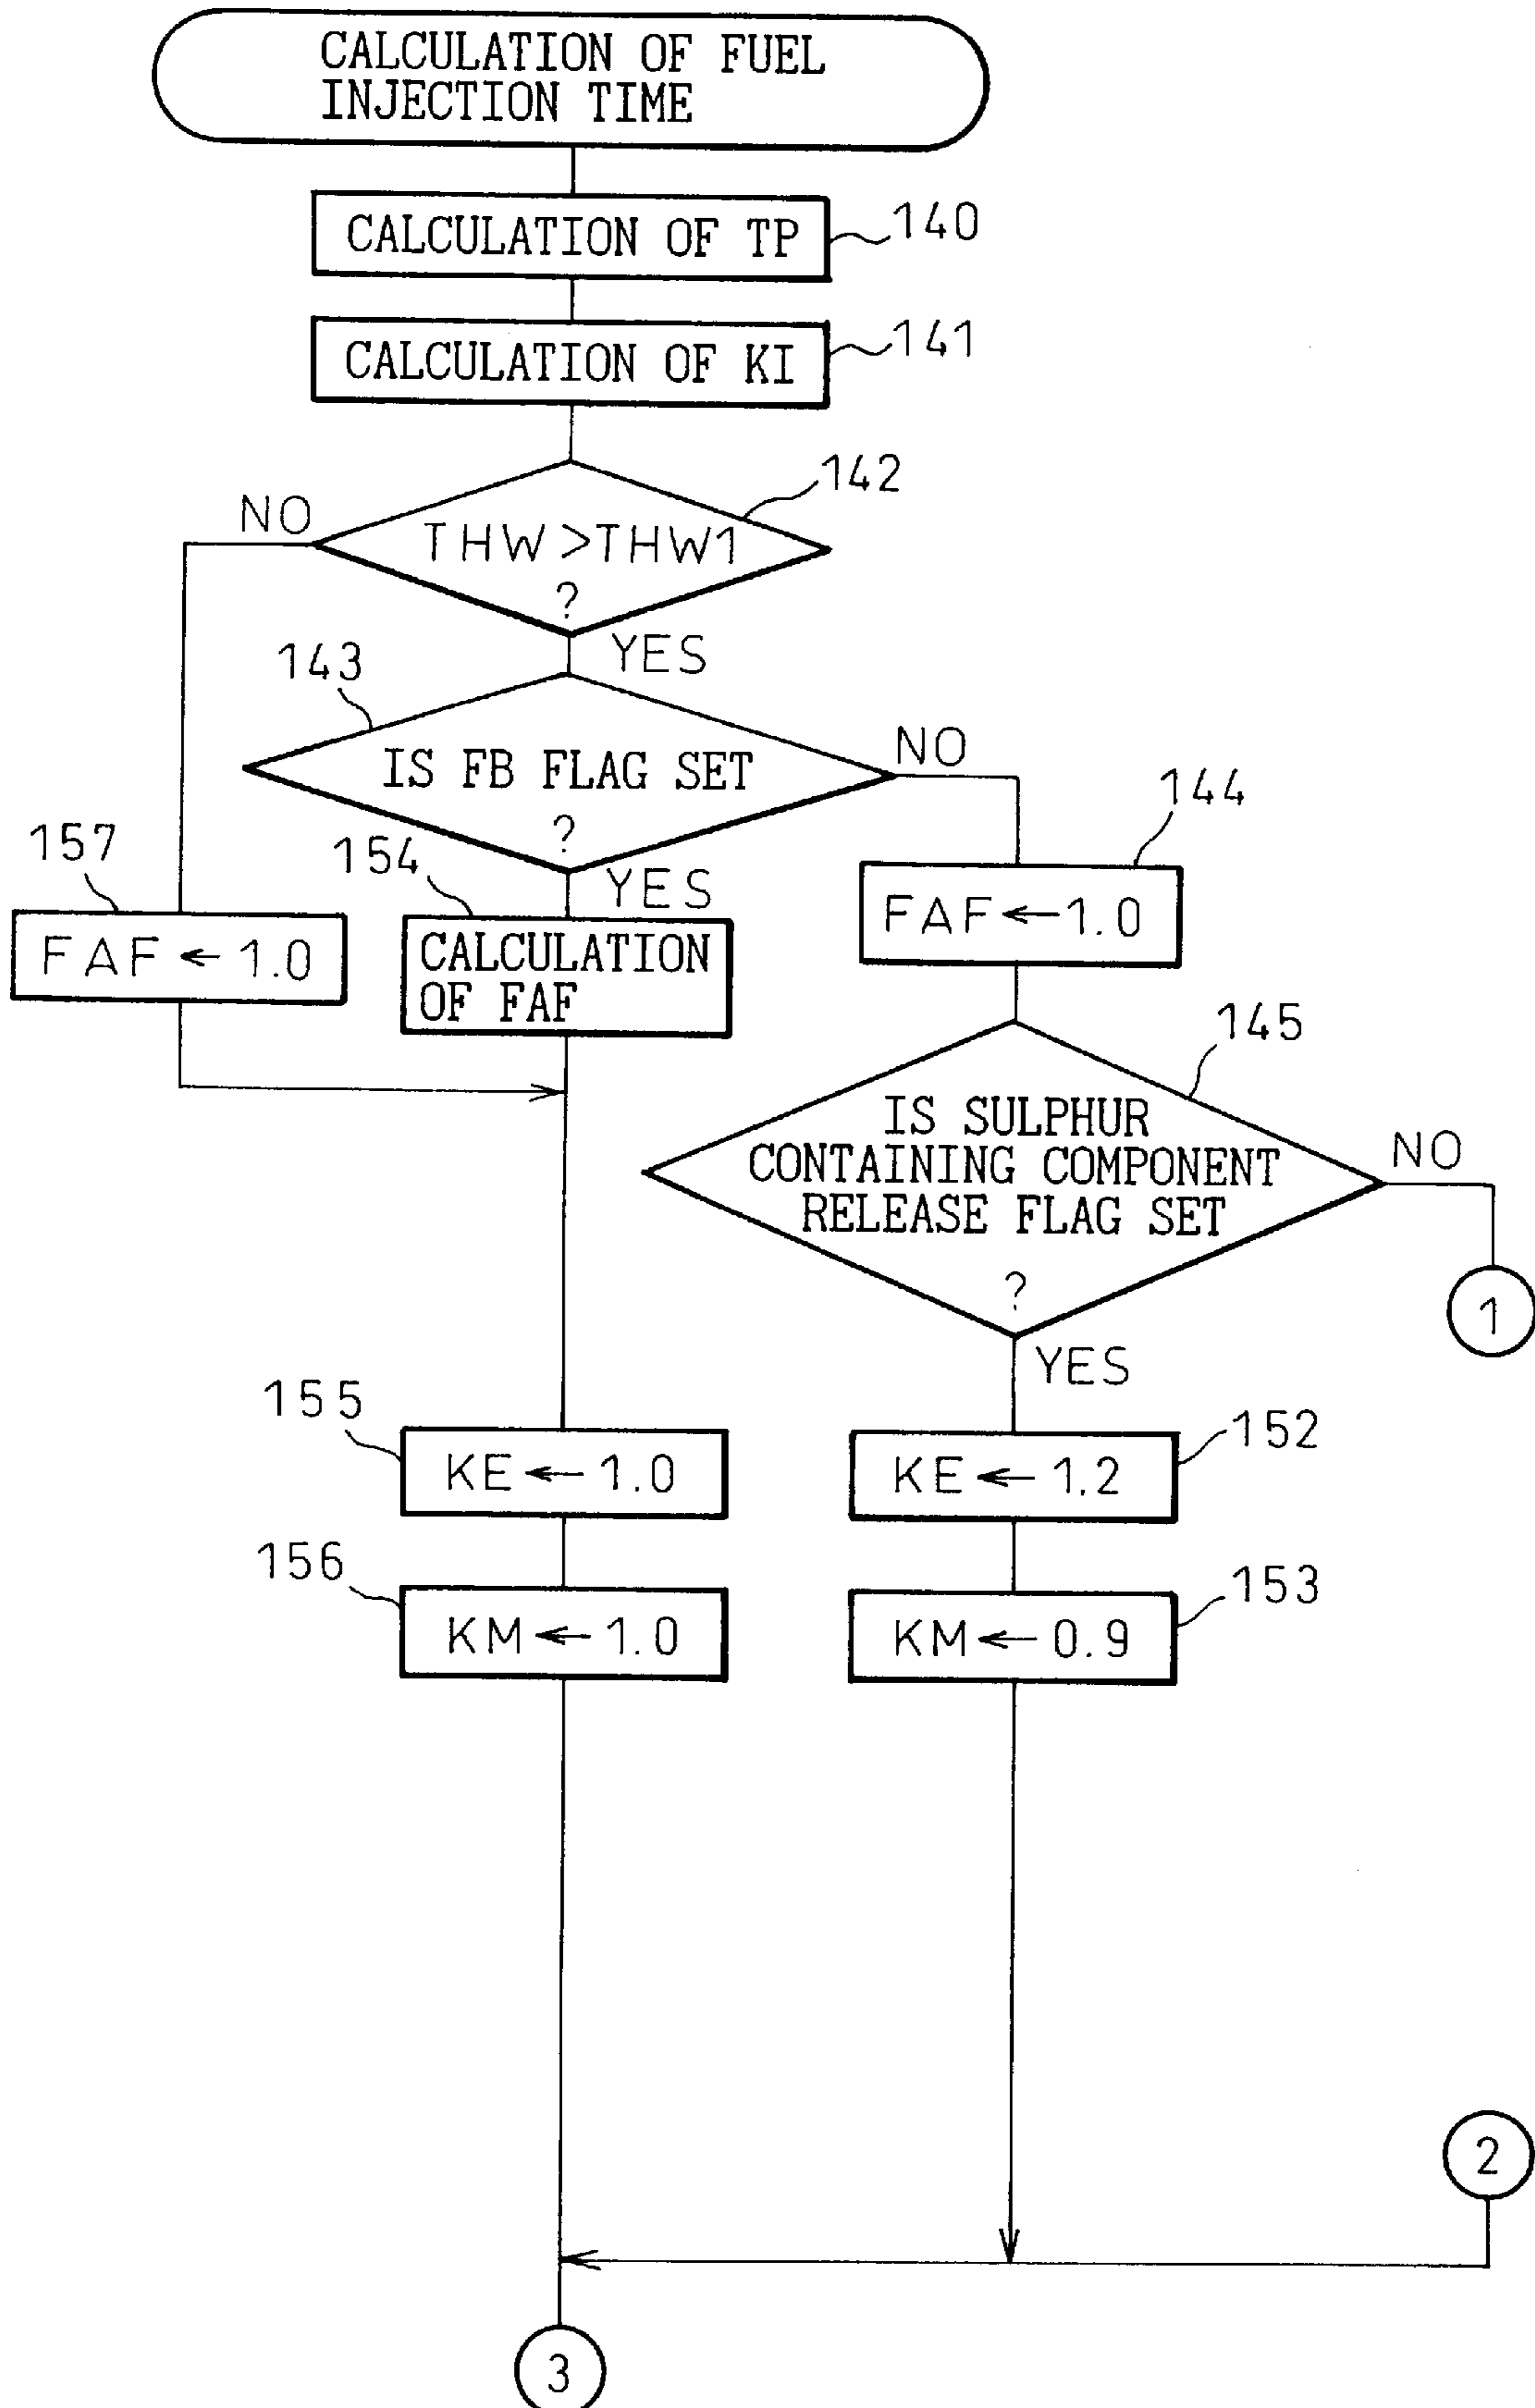 CALCULATION OF FUEL
INJECTION TIME
CALCULATION OF TP
140
CALCULATION OF KI
141
142
NO
THW>THW1
?
YES
143
IS FB FLAG SET
?
NO
YES
144
FAF←1.0
157
FAF←1.0
154
CALCULATION
OF FAF
145
IS SULPHUR
CONTAINING COMPONENT
RELEASE FLAG SET
?
NO
1
YES
155
KE←1.0
152
KE←1.2
156
KM←1.0
153
KM←0.9
2
3